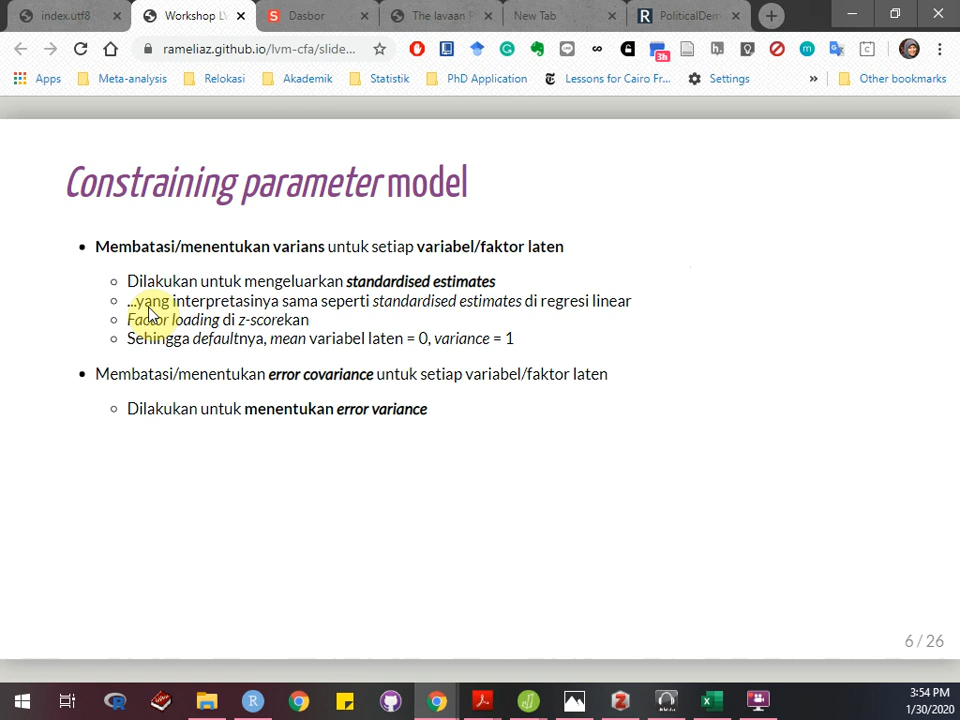 index.utf8
Workshop LV
Dasbor
The lavaan P
New Tab
PoliticalDem
rameliaz.github.io/lvm-cfa/slide...
3h
Apps
Meta-analysis
Relokasi
Akademik
Statistik
PhD Application
Lessons for Cairo Fr...
Settings
»
Other bookmarks
Constraining parameter model
Membatasi/menentukan varians untuk setiap variabel/faktor laten
Dilakukan untuk mengeluarkan standardised estimates
...yang interpretasinya sama seperti standardised estimates di regresi linear
Factor loading di z-scorekan
Sehingga defaultnya, mean variabel laten = 0, variance = 1
Membatasi/menentukan error covariance untuk setiap variabel/faktor laten
Dilakukan untuk menentukan error variance
6 / 26
3:54 PM
1/30/2020